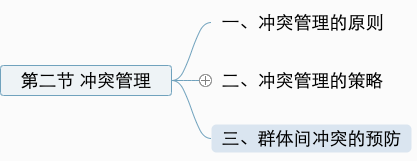 第二节 冲突管理
一、冲突管理的原则
二、冲突管理的策略
三、群体间冲突的预防